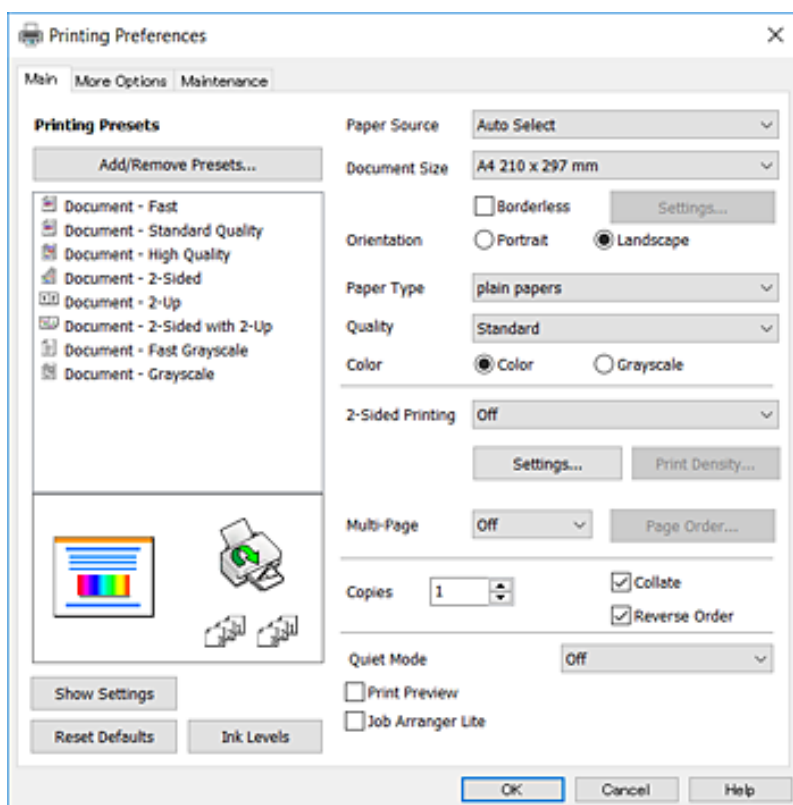 Printing Preferences
Main More Options Maintenance
Printing Presets
Add/Remove Presets...
Document - Fast
Document - Standard Quality
Document - High Quality
Document - 2-Sided
Document - 2-Up
Document - 2-Sided with 2-Up
Document - Fast Grayscale
Document - Grayscale
Show Settings
Reset Defaults Ink Levels
Paper Source Auto Select
Document Size A4 210 x 297 mm
Borderless Settings...
Orientation Portrait Landscape
Paper Type plain papers
Quality Standard
Color Color Grayscale
2-Sided Printing Off
Settings... Print Density...
Multi-Page Off Page Order...
Copies 1 Collate
Reverse Order
Quiet Mode Off
Print Preview
Job Arranger Lite
OK Cancel Help